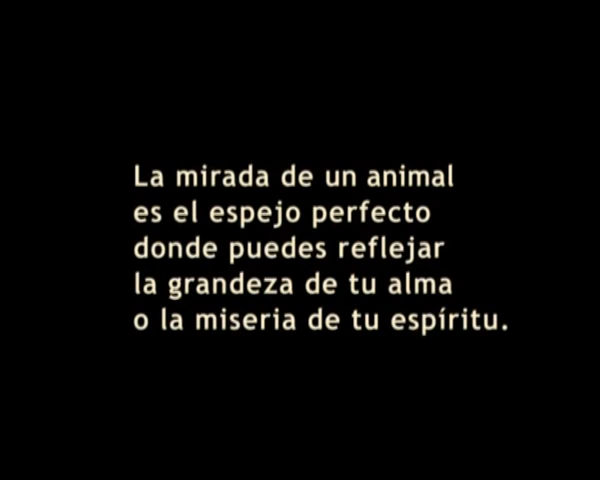 La mirada de un animal
es el espejo perfecto
donde puedes reflejar
la grandeza de tu alma
o la miseria de tu espíritu.